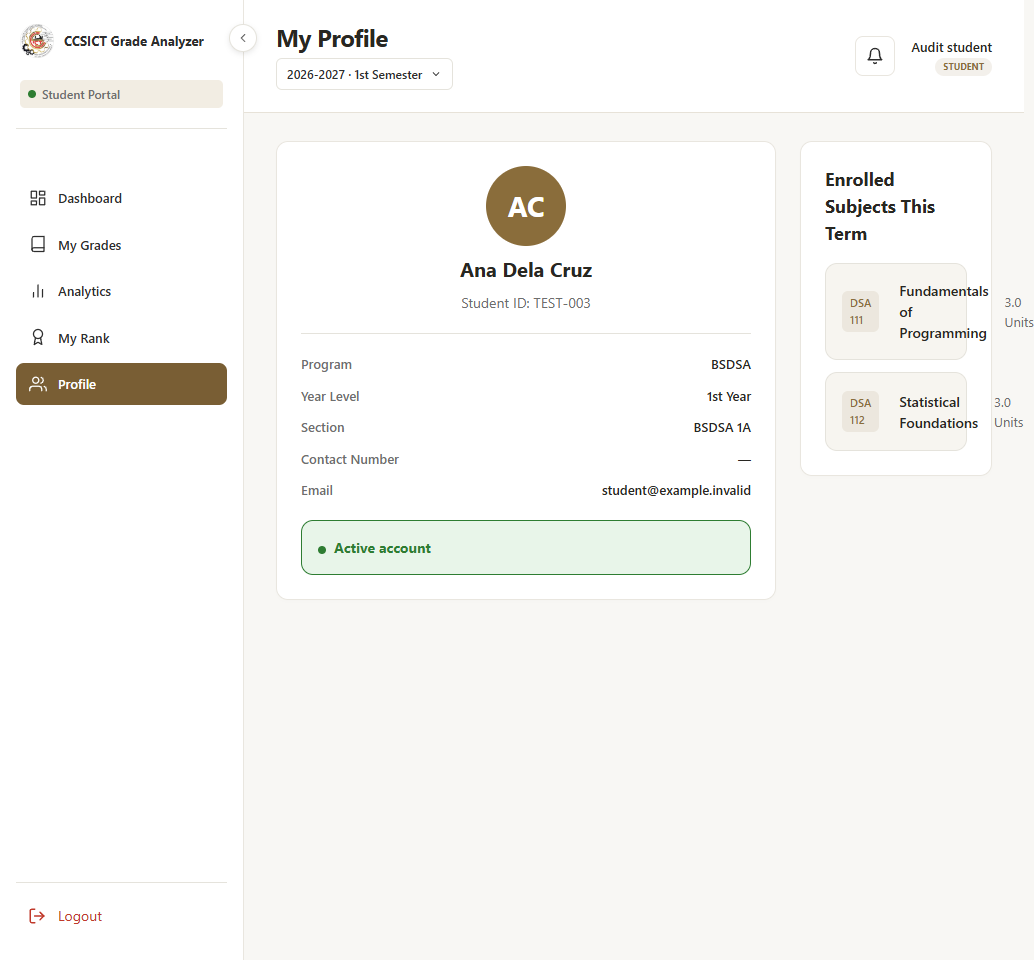 CCSICT Grade Analyzer
Student Portal
Dashboard
My Grades
Analytics
My Rank
Profile
Logout
My Profile
2026-2027 · 1st Semester
Audit student
STUDENT
AC
Ana Dela Cruz
Student ID: TEST-003
Program BSDSA
Year Level 1st Year
Section BSDSA 1A
Contact Number —
Email student@example.invalid
Active account
Enrolled
Subjects This
Term
DSA
111
Fundamentals
of
Programming
3.0
Units
DSA
112
Statistical
Foundations
3.0
Units